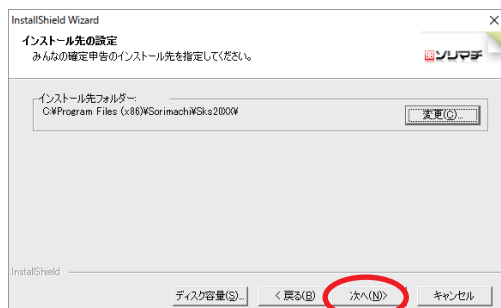 InstallShield Wizard
インストール先の設定
みんなの確定申告のインストール先を指定してください。
ソリマチ
インストール先フォルダー:
C:¥Program Files (x86)¥Sorimachi¥Sks20XX¥
変更(C)...
InstallShield
ディスク容量(S)...
< 戻る(B)
次へ(N)>
キャンセル